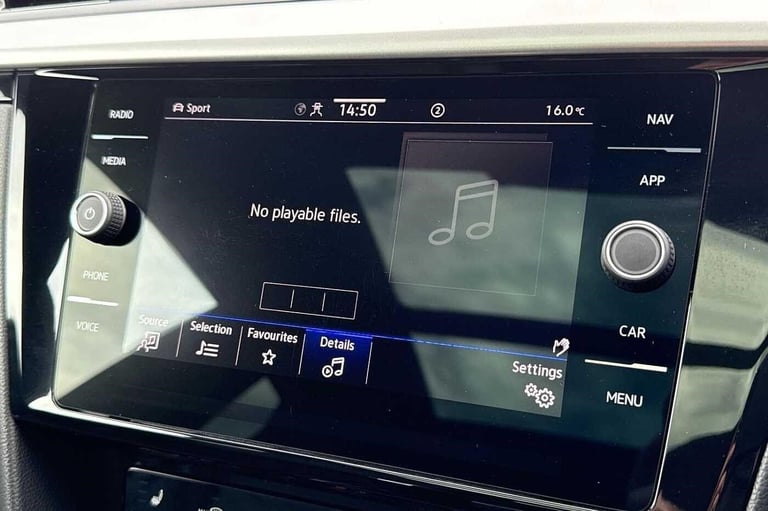 RADIO
MEDIA
PHONE
VOICE
Sport
14:50
2
16.0°C
No playable files.
Source
Selection
Favourites
Details
Settings
NAV
APP
CAR
MENU